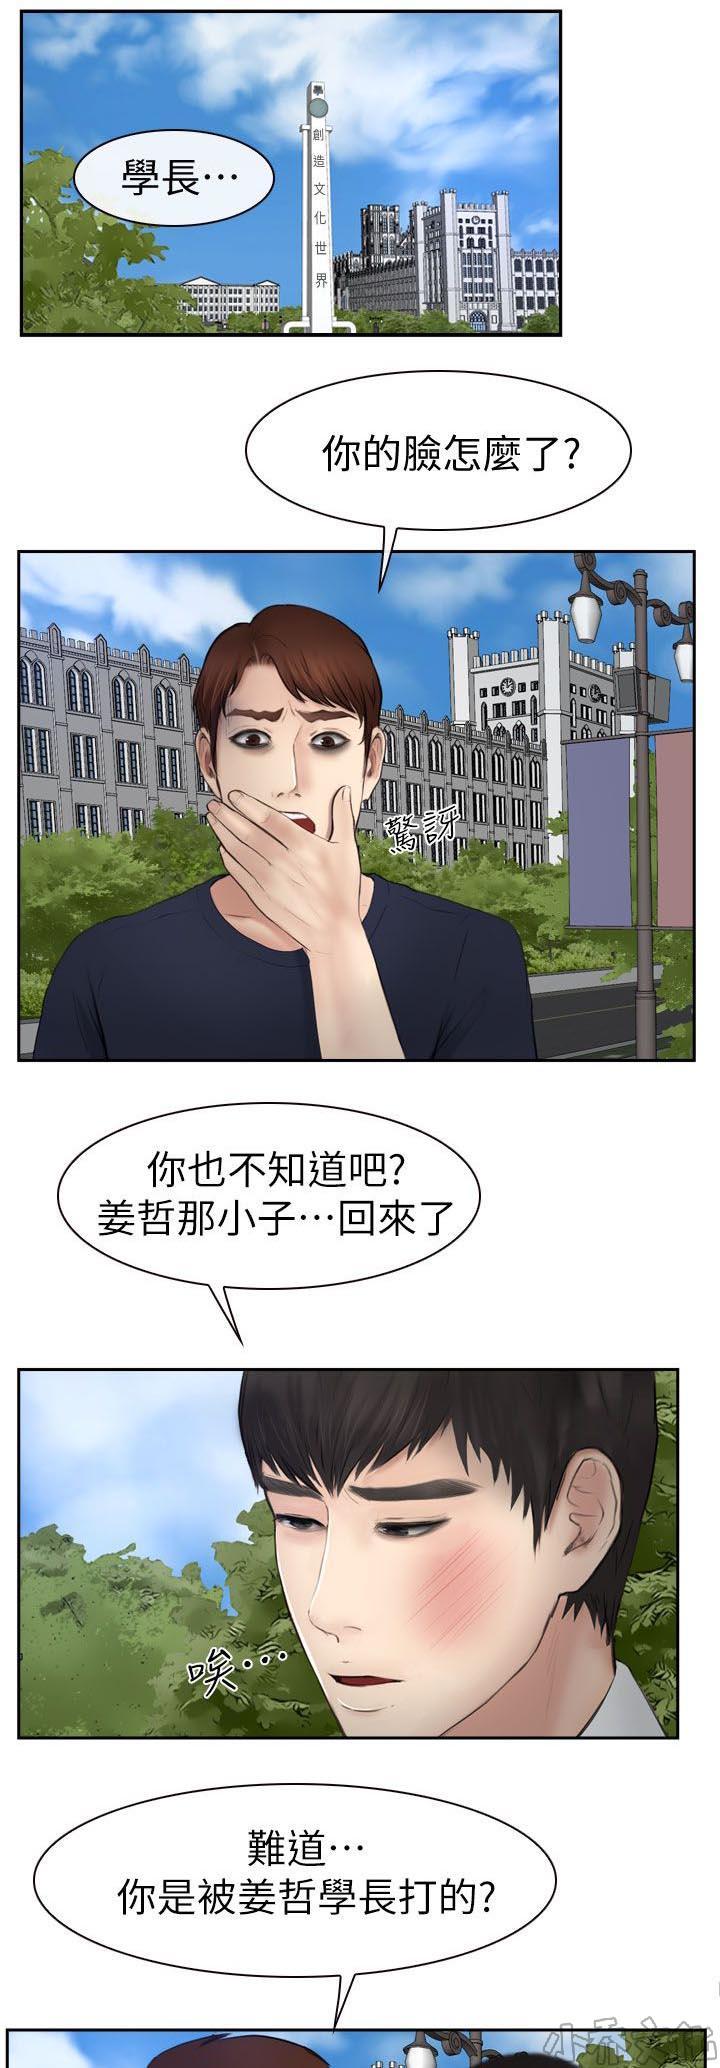 學
創造文化世界
學長⋯
你的臉怎麼了?
驚訝
你也不知道吧?
姜哲那小子⋯回來了
唉⋯
難道⋯
你是被姜哲學長打的?